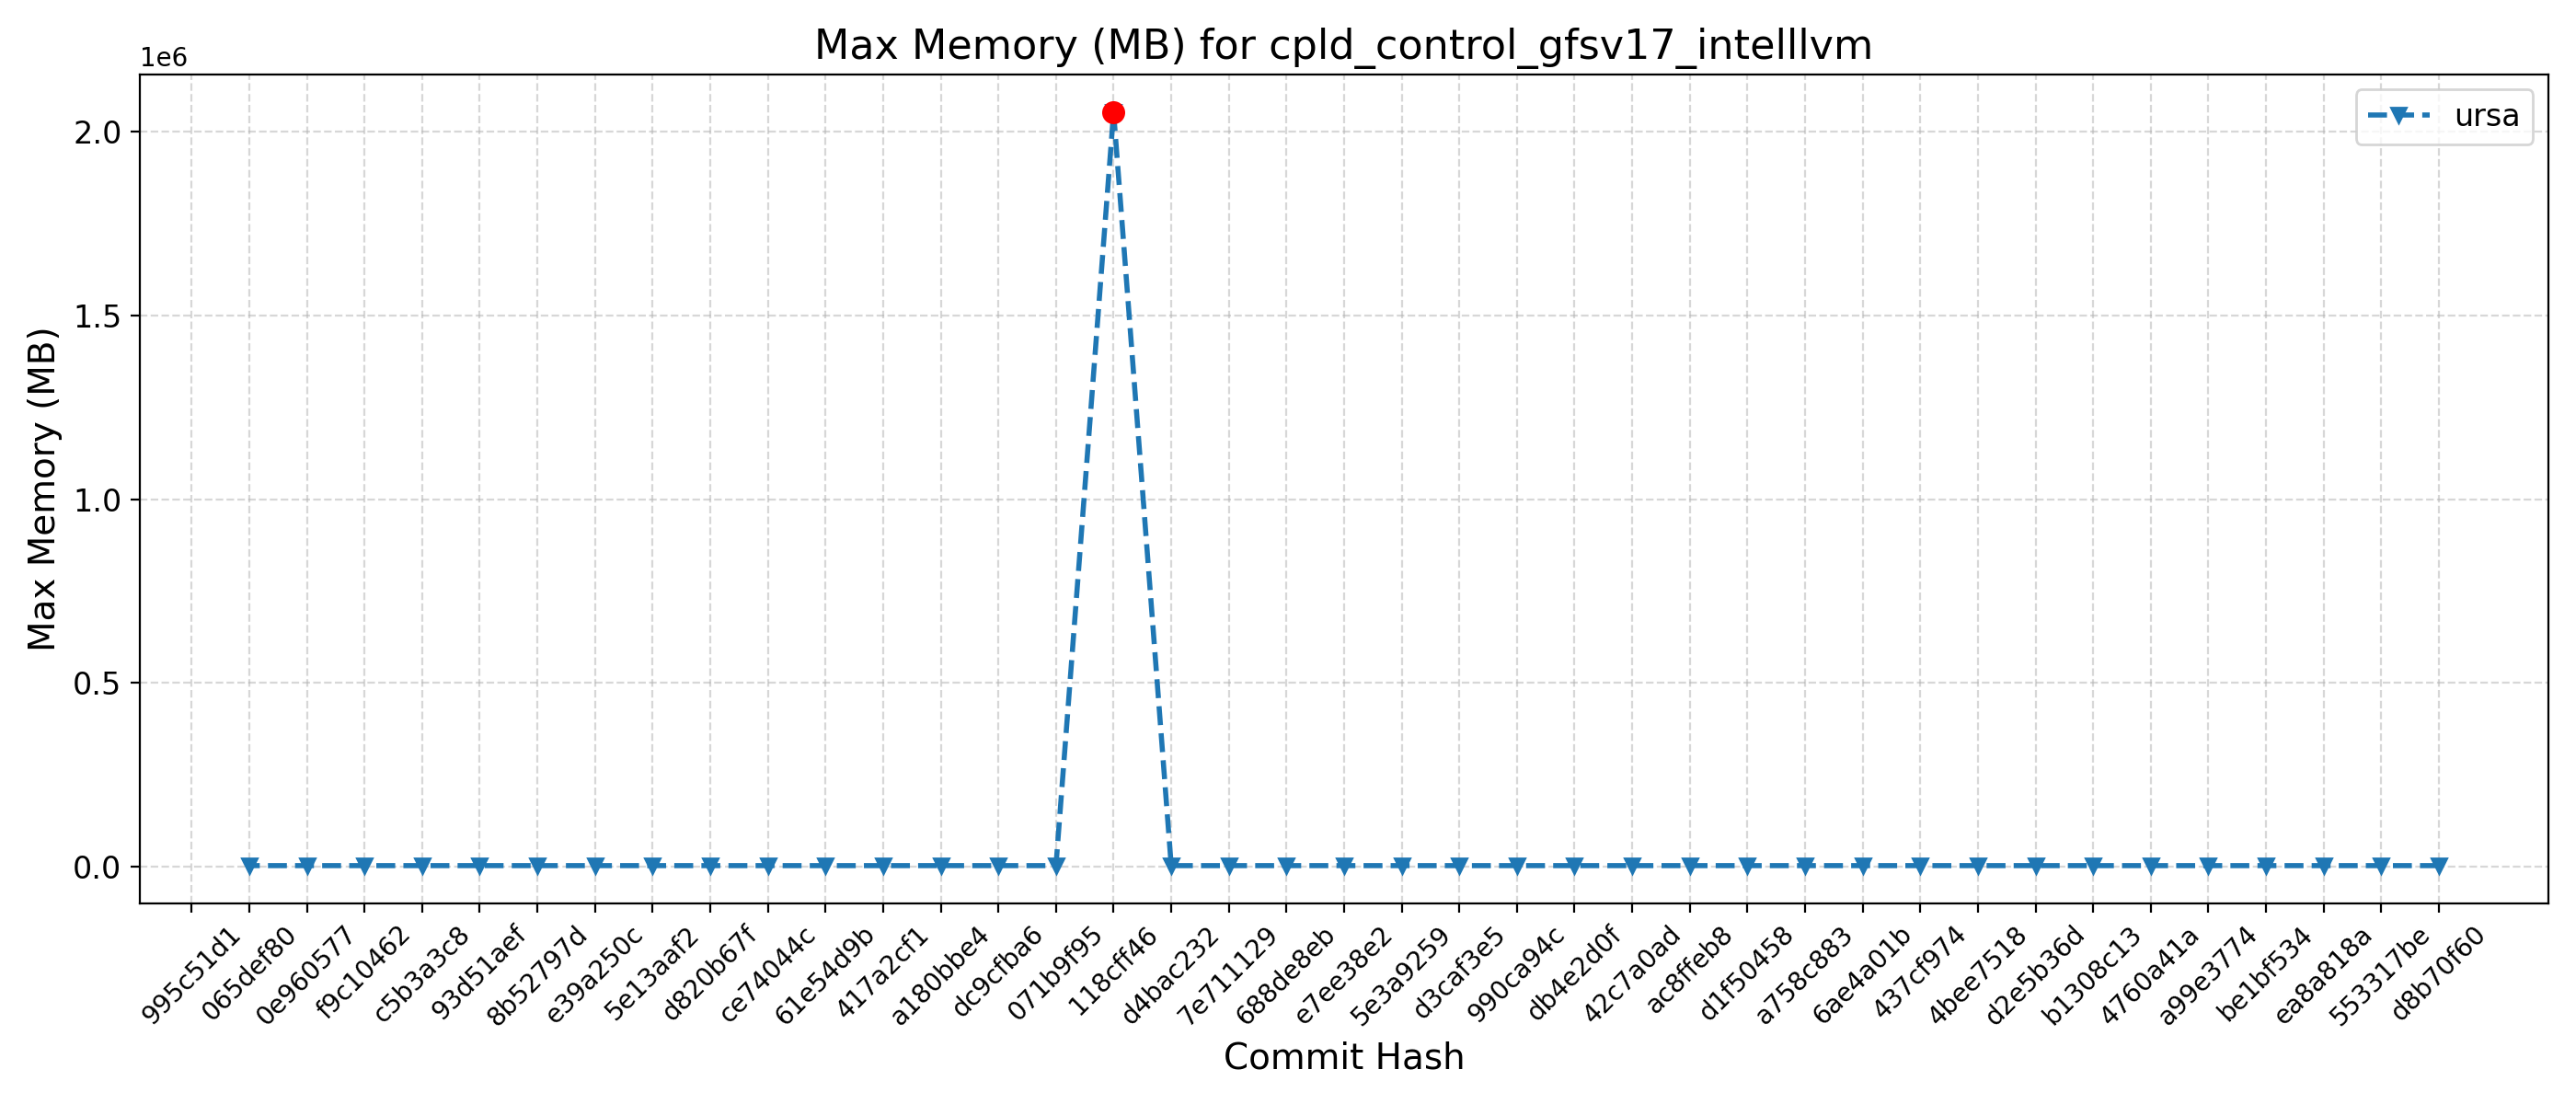 Max Memory (MB) for cpld_control_gfsv17_intelllvm
1e6
2.0
1.5
1.0
0.5
0.0
Max Memory (MB)
ursa
995c51d1
065def80
0e960577
f9c10462
c5b3a3c8
93d51aef
8b52797d
e39a250c
5e13aaf2
d820b67f
ce74044c
61e54d9b
417a2cf1
a180bbe4
dc9cfba6
071b9f95
118cff46
d4bac232
7e711129
688de8eb
e7ee38e2
5e3a9259
d3caf3e5
990ca94c
db4e2d0f
42c7a0ad
ac8ffeb8
d1f50458
a758c883
6ae4a01b
437cf974
4bee7518
d2e5b36d
b1308c13
4760a41a
a99e3774
be1bf534
ea8a818a
553317be
d8b70f60
Commit Hash